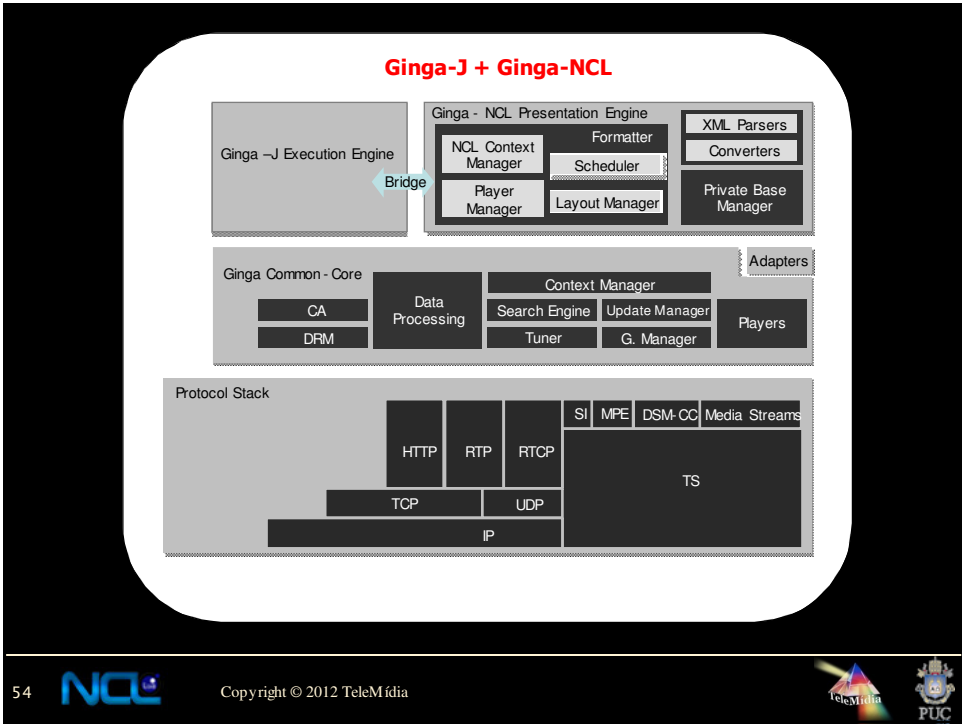 Ginga-J + Ginga-NCL
Ginga –J Execution Engine
Bridge
Ginga - NCL Presentation Engine
Formatter
NCL Context
Manager
Scheduler
Player
Manager
Layout Manager
XML Parsers
Converters
Private Base
Manager
Ginga Common-Core
Adapters
CA
DRM
Data
Processing
Context Manager
Search Engine
Update Manager
Tuner
G. Manager
Players
Protocol Stack
HTTP
RTP
RTCP
SI
MPE
DSM-CC
Media Streams
TS
TCP
UDP
IP
54
NCL
Copyright © 2012 TeleMídia
TeleMídia
PUC